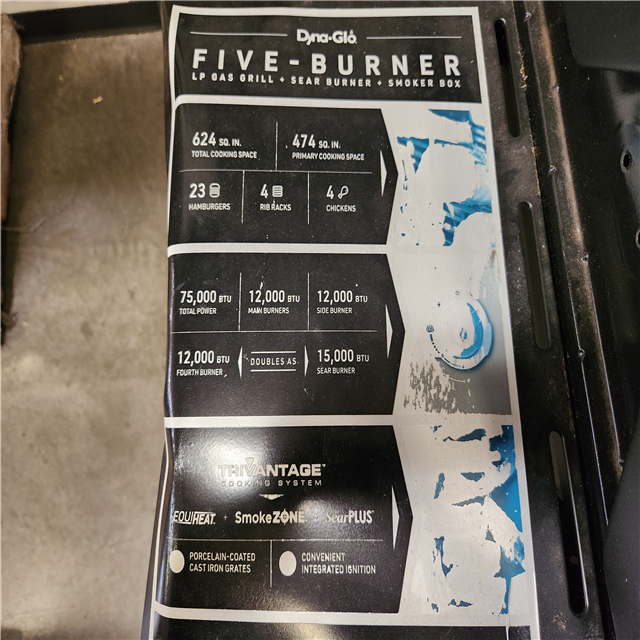 Dyna-Glo
FIVE-BURNER
LP GAS GRILL + SEAR BURNER + SMOKER BOX
624 SQ. IN.
TOTAL COOKING SPACE
474 SQ. IN.
PRIMARY COOKING SPACE
23
HAMBURGERS
4
RIB RACKS
4
CHICKENS
75,000 BTU
TOTAL POWER
12,000 BTU
MAIN BURNERS
12,000 BTU
SIDE BURNER
12,000 BTU
FOURTH BURNER
DOUBLES AS
15,000 BTU
SEAR BURNER
TRIVANTAGE™
COOKING SYSTEM
EQUIHEAT + SmokeZONE + SearPLUS
PORCELAIN-COATED
CAST IRON GRATES
CONVENIENT
INTEGRATED IGNITION